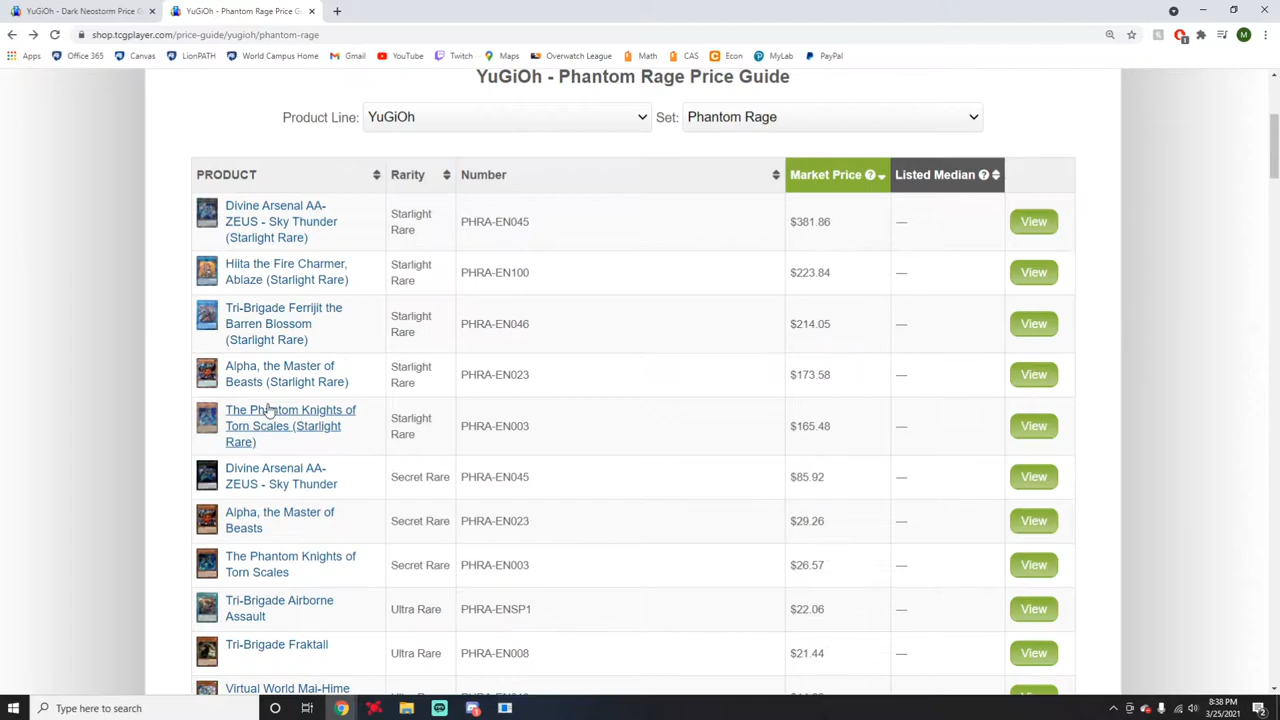 YuGiOh - Dark Neostorm Price G
YuGiOh - Phantom Rage Price G
shop.tcgplayer.com/price-guide/yugioh/phantom-rage
1
M
Apps
Office 365
Canvas
LionPATH
World Campus Home
Gmail
YouTube
Twitch
Maps
Overwatch League
Math
CAS
Econ
MyLab
PayPal
YuGiOh - Phantom Rage Price Guide
Product Line: YuGiOh Set: Phantom Rage
PRODUCT Rarity Number Market Price Listed Median
Divine Arsenal AA-
ZEUS - Sky Thunder
(Starlight Rare)
Starlight
Rare
PHRA-EN045
$381.86
—
View
Hiita the Fire Charmer,
Ablaze (Starlight Rare)
Starlight
Rare
PHRA-EN100
$223.84
—
View
Tri-Brigade Ferrijit the
Barren Blossom
(Starlight Rare)
Starlight
Rare
PHRA-EN046
$214.05
—
View
Alpha, the Master of
Beasts (Starlight Rare)
Starlight
Rare
PHRA-EN023
$173.58
—
View
The Phantom Knights of
Torn Scales (Starlight
Rare)
Starlight
Rare
PHRA-EN003
$165.48
—
View
Divine Arsenal AA-
ZEUS - Sky Thunder
Secret Rare
PHRA-EN045
$85.92
—
View
Alpha, the Master of
Beasts
Secret Rare
PHRA-EN023
$29.26
—
View
The Phantom Knights of
Torn Scales
Secret Rare
PHRA-EN003
$26.57
—
View
Tri-Brigade Airborne
Assault
Ultra Rare
PHRA-ENSP1
$22.06
—
View
Tri-Brigade Fraktall
Ultra Rare
PHRA-EN008
$21.44
—
View
Virtual World Mai-Hime
Type here to search
8:38 PM
3/25/2021
2